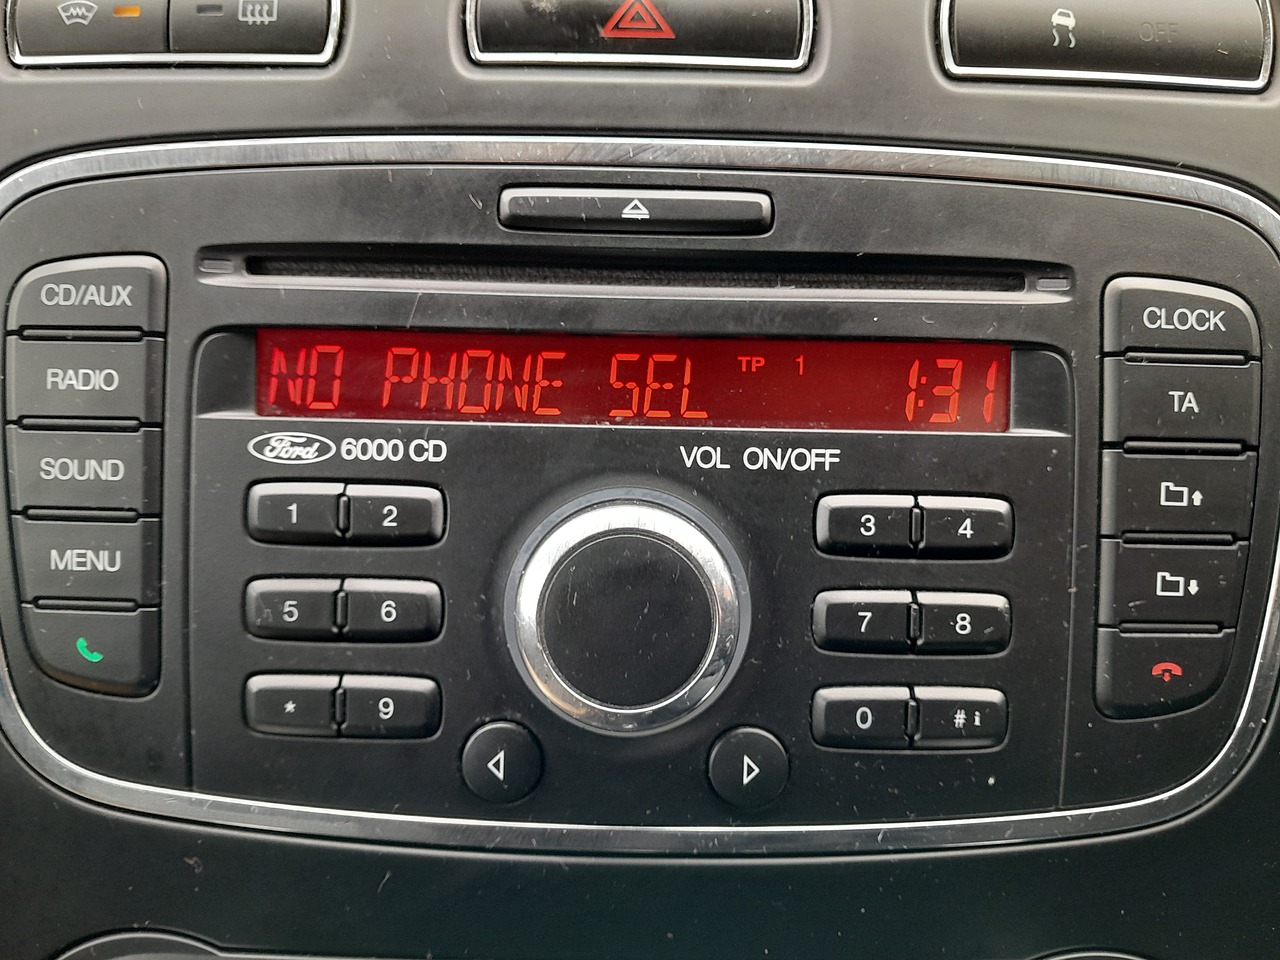 OFF
CD/AUX
RADIO
SOUND
MENU
NO PHONE SEL TP 1 1:31
Ford 6000 CD
VOL ON/OFF
1 2
3 4
5 6
7 8
* 9
0 # i
CLOCK
TA